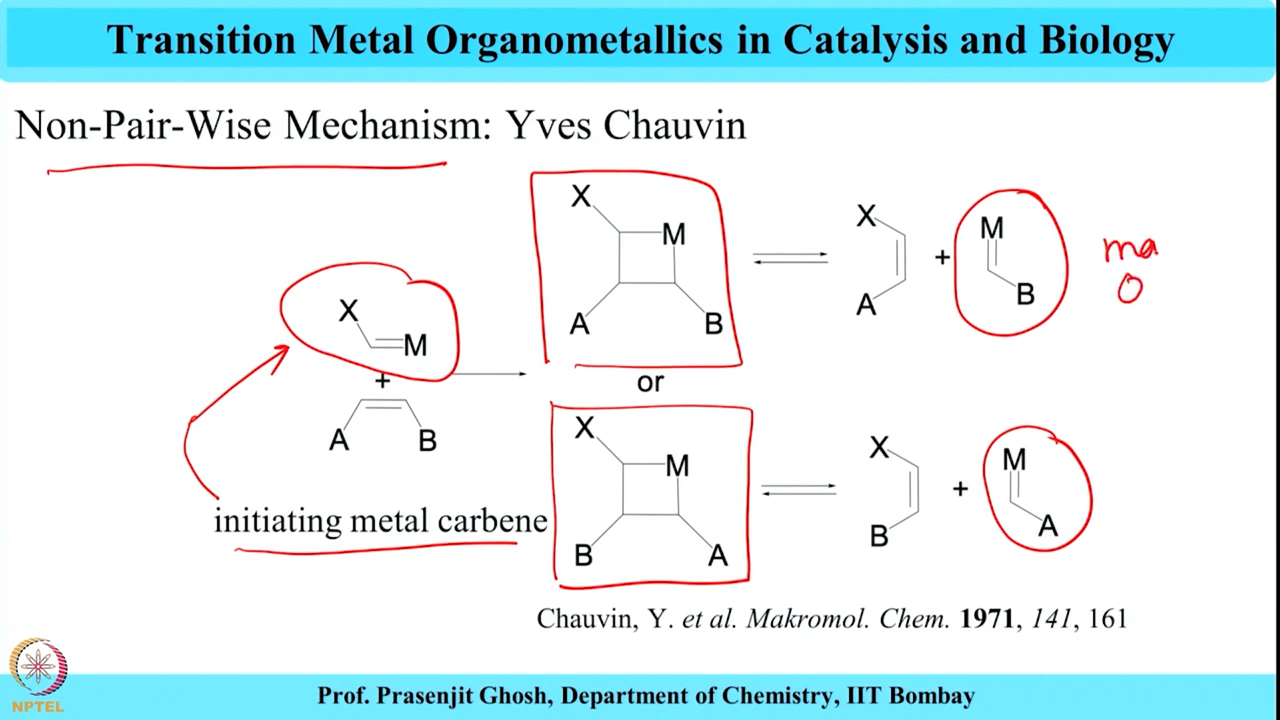 Transition Metal Organometallics in Catalysis and Biology
Non-Pair-Wise Mechanism: Yves Chauvin
X
M
A
B
X
A
+
M
B
ma
O
X
M
+
A
B
or
initiating metal carbene
X
M
B
A
X
B
+
M
A
Chauvin, Y. et al. Makromol. Chem. 1971, 141, 161
Prof. Prasenjit Ghosh, Department of Chemistry, IIT Bombay
NPTEL